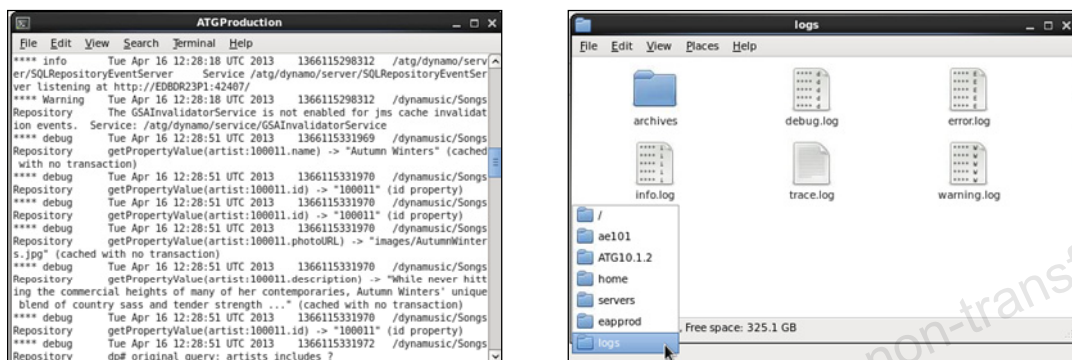 ATGProduction
File Edit View Search Terminal Help
**** info Tue Apr 16 12:28:18 UTC 2013 1366115298312 /atg/dynamo/serv
er/SQLRepositoryEventServer Service /atg/dynamo/server/SQLRepositoryEventSer
ver listening at http://EDBDR23P1:42407/
**** Warning Tue Apr 16 12:28:18 UTC 2013 1366115298312 /dynamusic/Songs
Repository The GSAInvalidatorService is not enabled for jms cache invalidat
ion events. Service: /atg/dynamo/service/GSAInvalidatorService
**** debug Tue Apr 16 12:28:51 UTC 2013 1366115331969 /dynamusic/Songs
Repository getPropertyValue(artist:100011.name) -> "Autumn Winters" (cached
with no transaction)
**** debug Tue Apr 16 12:28:51 UTC 2013 1366115331970 /dynamusic/Songs
Repository getPropertyValue(artist:100011.id) -> "100011" (id property)
**** debug Tue Apr 16 12:28:51 UTC 2013 1366115331970 /dynamusic/Songs
Repository getPropertyValue(artist:100011.id) -> "100011" (id property)
**** debug Tue Apr 16 12:28:51 UTC 2013 1366115331970 /dynamusic/Songs
Repository getPropertyValue(artist:100011.photoURL) -> "images/AutumnWinter
s.jpg" (cached with no transaction)
**** debug Tue Apr 16 12:28:51 UTC 2013 1366115331970 /dynamusic/Songs
Repository getPropertyValue(artist:100011.description) -> "While never hitt
ing the commercial heights of many of her contemporaries, Autumn Winters' unique
blend of country sass and tender strength ..." (cached with no transaction)
**** debug Tue Apr 16 12:28:51 UTC 2013 1366115331970 /dynamusic/Songs
Repository getPropertyValue(artist:100011.id) -> "100011" (id property)
**** debug Tue Apr 16 12:28:51 UTC 2013 1366115331972 /dynamusic/Songs
Repository dp# original query: artists includes ?
logs
File Edit View Places Help
archives debug.log error.log
info.log trace.log warning.log
/
ae101
ATG10.1.2
home
servers
eapprod
, Free space: 325.1 GB
logs